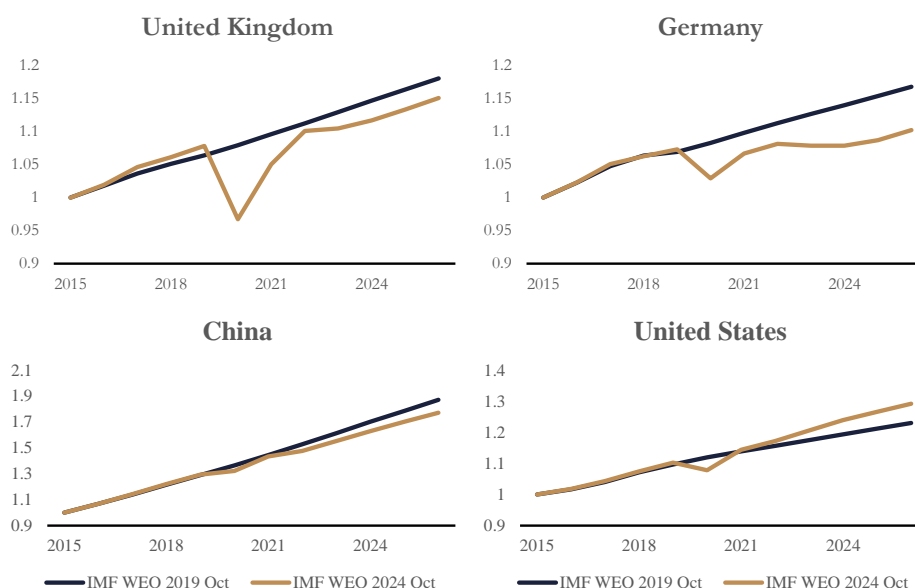 United Kingdom
1.2
1.15
1.1
1.05
1
0.95
0.9
2015 2018 2021 2024
Germany
1.2
1.15
1.1
1.05
1
0.95
0.9
2015 2018 2021 2024
China
2.1
1.9
1.7
1.5
1.3
1.1
0.9
2015 2018 2021 2024
IMF WEO 2019 Oct IMF WEO 2024 Oct
United States
1.4
1.3
1.2
1.1
1
0.9
2015 2018 2021 2024
IMF WEO 2019 Oct IMF WEO 2024 Oct